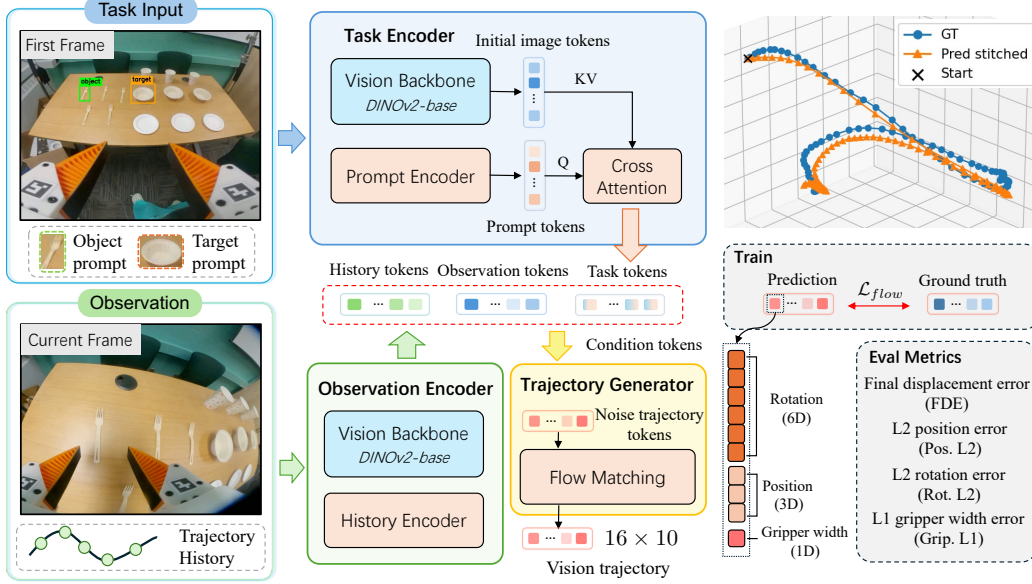 Task Input
First Frame
object
target
Object
prompt
Target
prompt
Observation
Current Frame
Trajectory
History
Task Encoder
Initial image tokens
Vision Backbone
DINOv2-base
KV
Prompt Encoder
Q
Cross
Attention
Prompt tokens
History tokens
Observation tokens
Task tokens
Condition tokens
Observation Encoder
Vision Backbone
DINOv2-base
History Encoder
Trajectory Generator
Noise trajectory
tokens
Flow Matching
16 × 10
Vision trajectory
GT
Pred stitched
Start
Train
Prediction
ℒ_flow
Ground truth
Rotation
(6D)
Position
(3D)
Gripper width
(1D)
Eval Metrics
Final displacement error
(FDE)
L2 position error
(Pos. L2)
L2 rotation error
(Rot. L2)
L1 gripper width error
(Grip. L1)